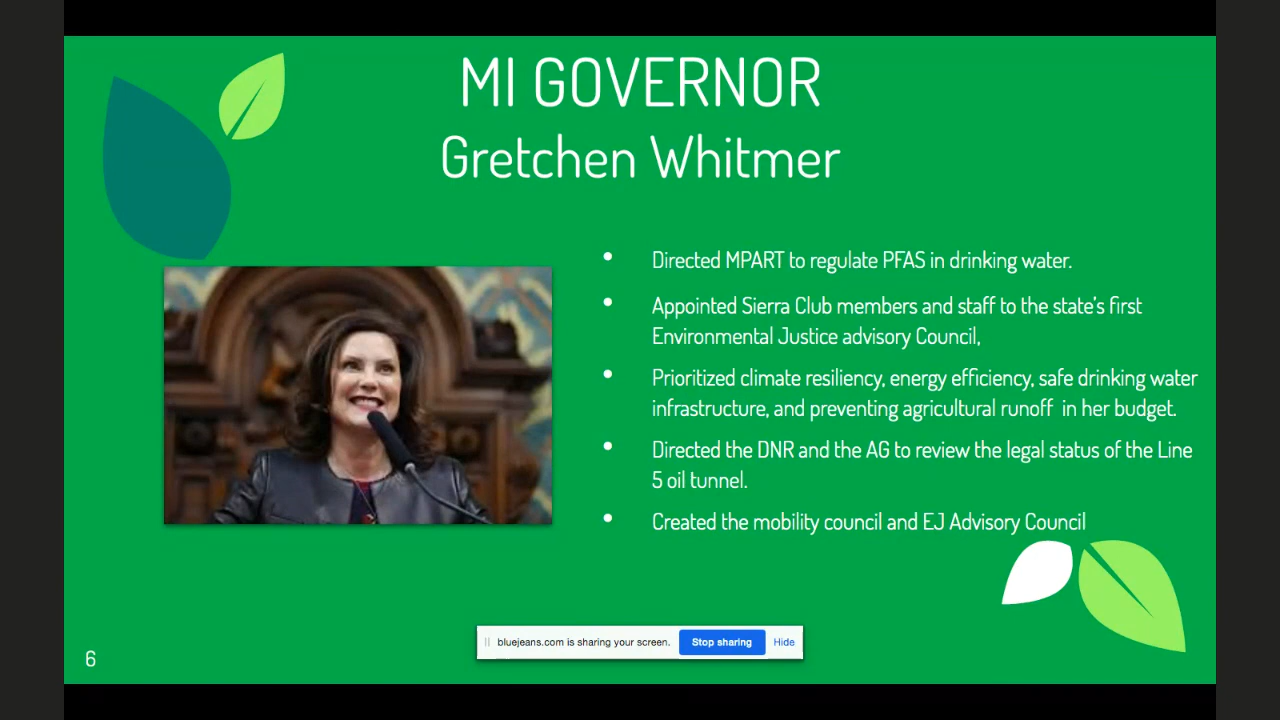 MI GOVERNOR
Gretchen Whitmer
• Directed MPART to regulate PFAS in drinking water.
• Appointed Sierra Club members and staff to the state's first
Environmental Justice advisory Council,
• Prioritized climate resiliency, energy efficiency, safe drinking water
infrastructure, and preventing agricultural runoff  in her budget.
• Directed the DNR and the AG to review the legal status of the Line
5 oil tunnel.
• Created the mobility council and EJ Advisory Council
bluejeans.com is sharing your screen. Stop sharing Hide
6